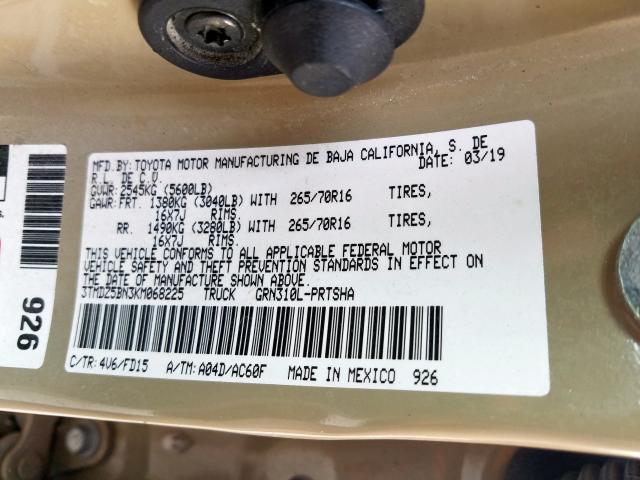 MFD.BY: TOYOTA MOTOR MANUFACTURING DE BAJA CALIFORNIA, S. DE
R.L. DE C.V. DATE: 03/19
GVWR: 2545KG (5600LB)
GAWR: FRT. 1380KG (3040LB) WITH 265/70R16 TIRES,
16X7J RIMS.
RR. 1490KG (3280LB) WITH 265/70R16 TIRES,
16X7J RIMS.
THIS VEHICLE CONFORMS TO ALL APPLICABLE FEDERAL MOTOR
VEHICLE SAFETY AND THEFT PREVENTION STANDARDS IN EFFECT ON
THE DATE OF MANUFACTURE SHOWN ABOVE.
3TMDZ5BN3KM068225 TRUCK GRN310L-PRTSHA
C/TR: 4V6/FD15 A/TM: A04D/AC60F MADE IN MEXICO 926
926